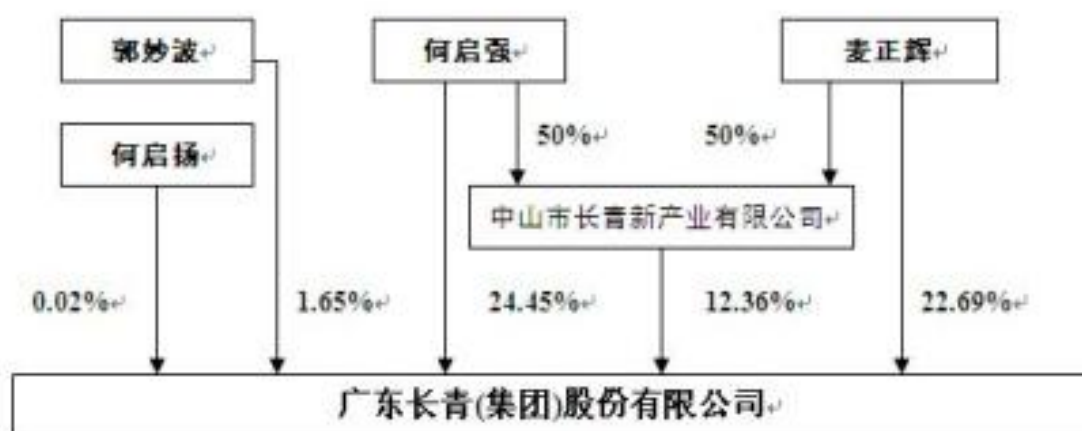 郭妙波
何启强
麦正辉
何启扬
50%
50%
中山市长青新产业有限公司
0.02%
1.65%
24.45%
12.36%
22.69%
广东长青(集团)股份有限公司